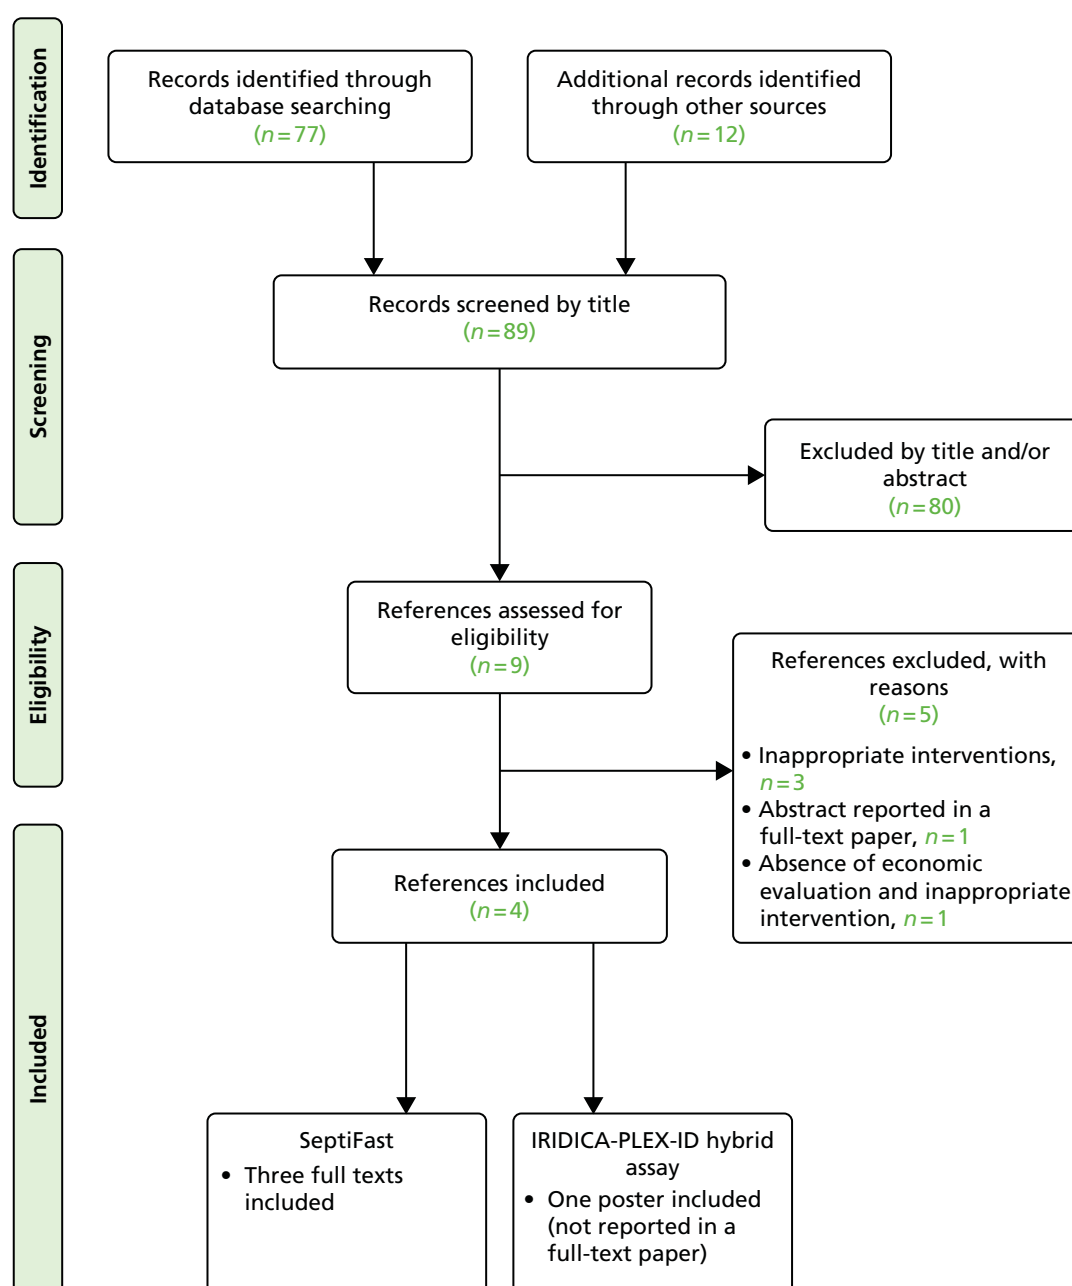 Identification
Records identified through
database searching
(n=77)
Additional records identified
through other sources
(n=12)
Screening
Records screened by title
(n=89)
Excluded by title and/or
abstract
(n=80)
Eligibility
References assessed for
eligibility
(n=9)
References excluded, with
reasons
(n=5)
• Inappropriate interventions,
n=3
• Abstract reported in a
full-text paper, n=1
• Absence of economic
evaluation and inappropriate
intervention, n=1
Included
References included
(n=4)
SeptiFast
• Three full texts
included
IRIDICA-PLEX-ID hybrid
assay
• One poster included
(not reported in a
full-text paper)